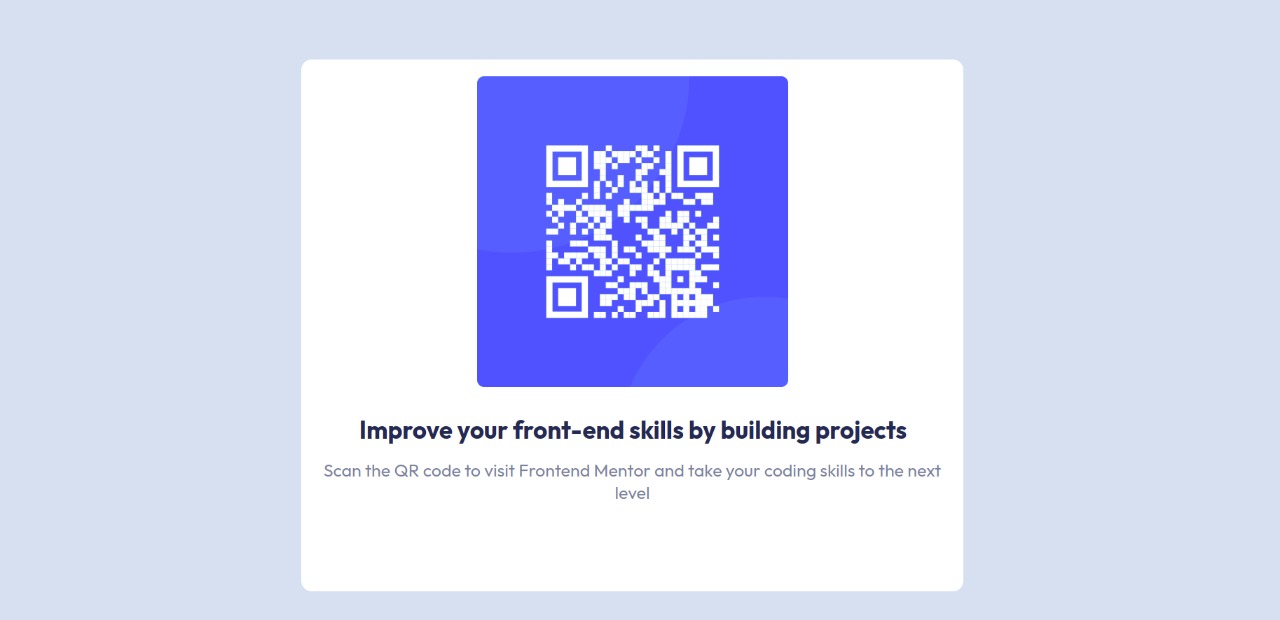 Improve your front-end skills by building projects
Scan the QR code to visit Frontend Mentor and take your coding skills to the next
level